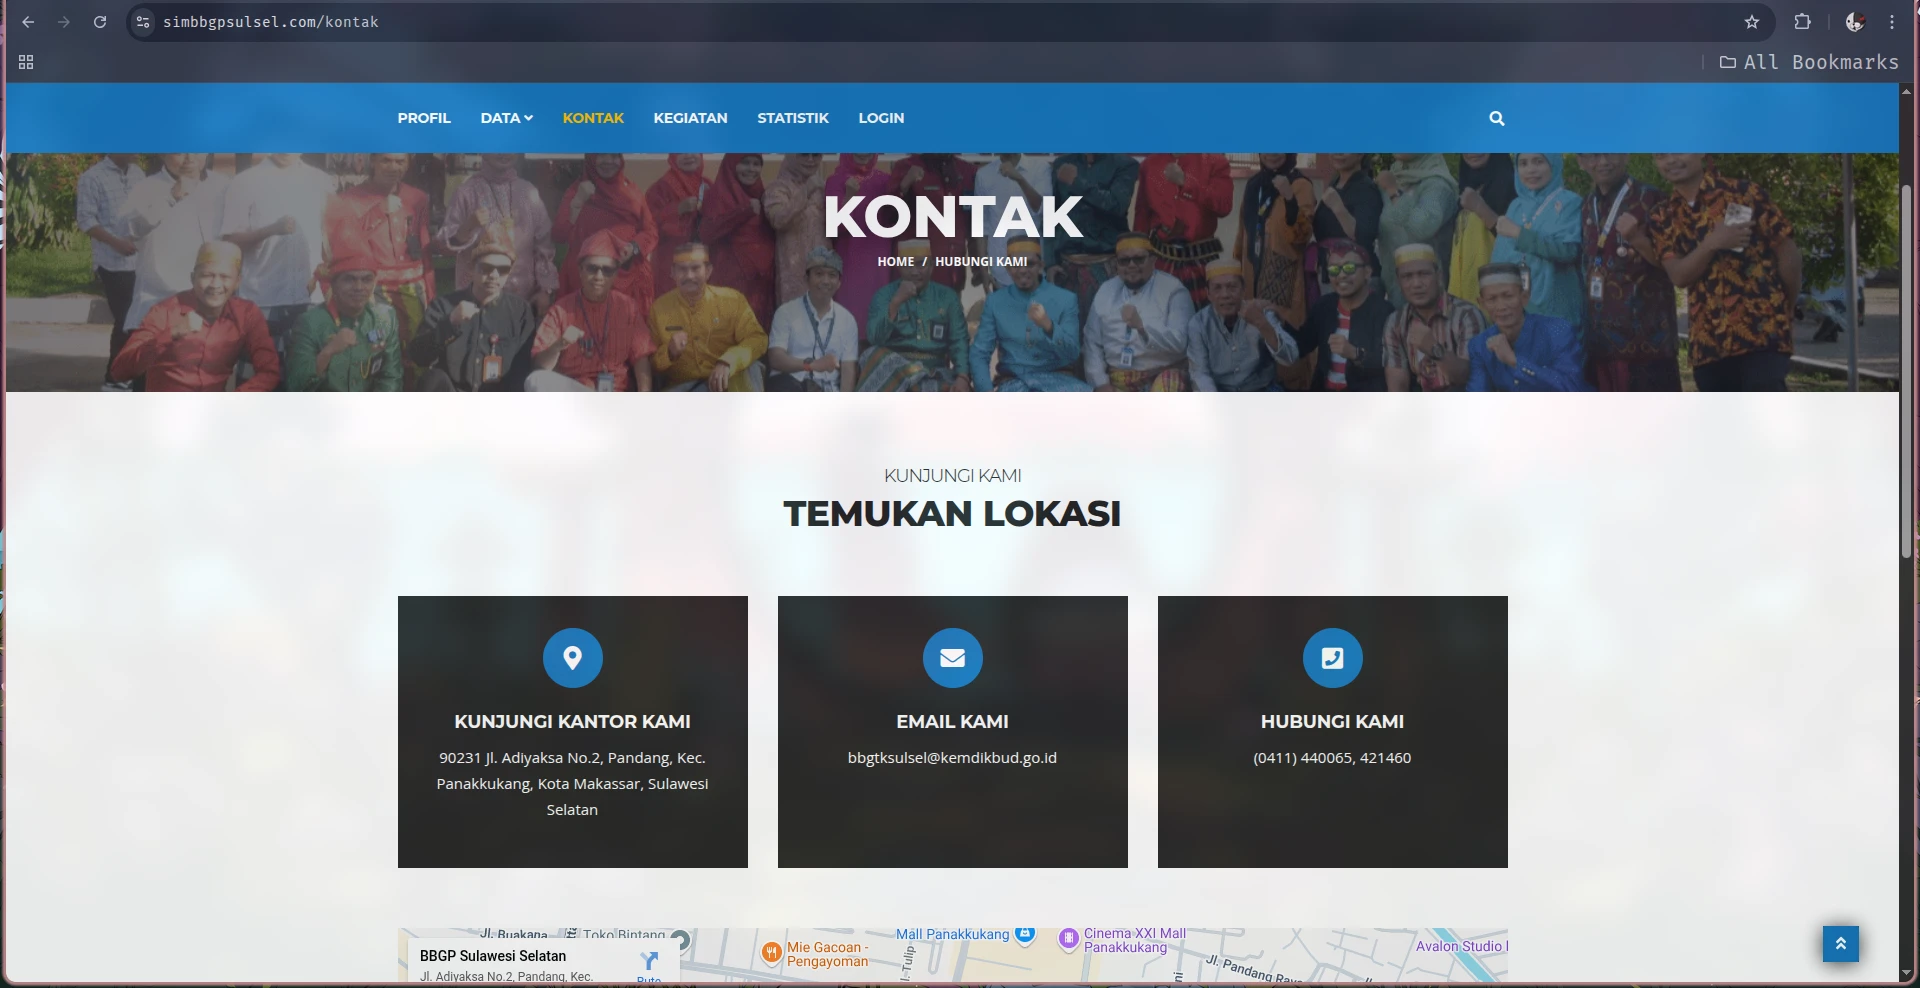 simbbgpsulsel.com/kontak
All Bookmarks
PROFIL DATA KONTAK KEGIATAN STATISTIK LOGIN
KONTAK
HOME / HUBUNGI KAMI
KUNJUNGI KAMI
TEMUKAN LOKASI
KUNJUNGI KANTOR KAMI
90231 Jl. Adiyaksa No.2, Pandang, Kec.
Panakkukang, Kota Makassar, Sulawesi
Selatan
EMAIL KAMI
bbgtksulsel@kemdikbud.go.id
HUBUNGI KAMI
(0411) 440065, 421460
Jl. Buakana
Toko Bintang
BBGP Sulawesi Selatan
Jl. Adiyaksa No.2, Pandang, Kec.
Rute
Mie Gacoan -
Pengayoman
Mall Panakkukang
Jl. Tulip
Cinema XXI Mall
Panakkukang
Jl. Pandang Raya
Avalon Studio